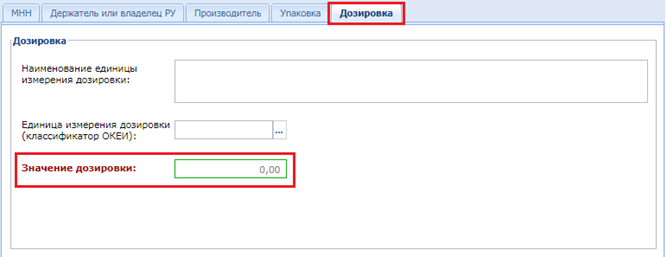 МНН Держатель или владелец РУ Производитель Упаковка Дозировка
Дозировка
Наименование единицы
измерения дозировки:
Единица измерения дозировки
(классификатор ОКЕИ):
...
Значение дозировки: 0,00